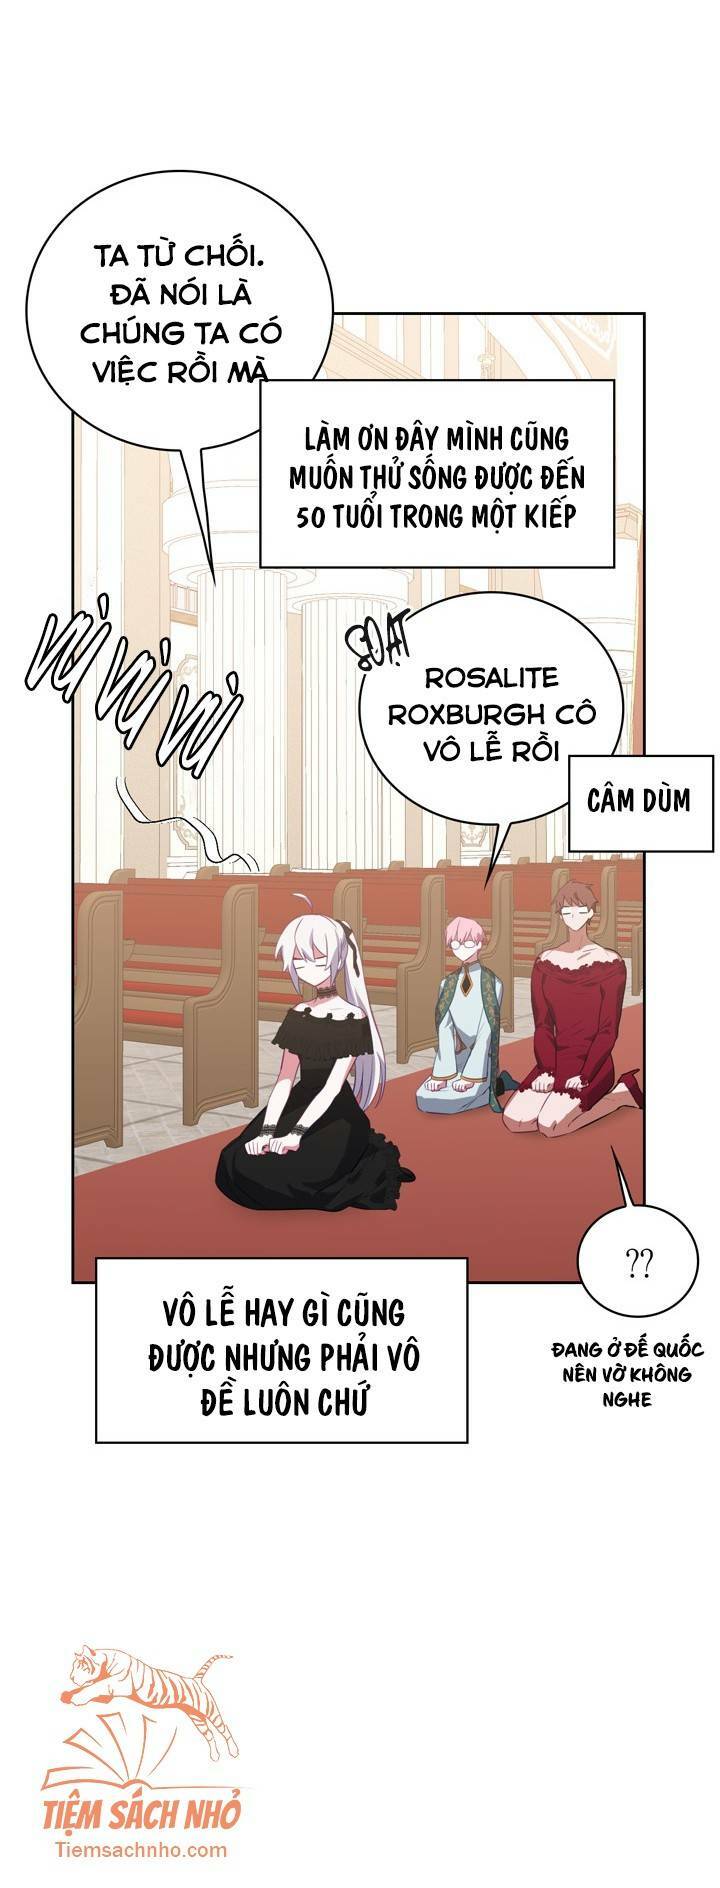 TA TỪ CHỐI.
ĐÃ NÓI LÀ
CHÚNG TA CÓ
VIỆC RỒI MÀ
LÀM ƠN ĐÂY MÌNH CŨNG
MUỐN THỬ SỐNG ĐƯỢC ĐẾN
50 TUỔI TRONG MỘT KIẾP
VÁI VÁI VÁI
SOẠT
ROSALITE
ROXBURGH CÔ
VÔ LỄ RỒI
CÂM DÙM
??
ĐANG Ở ĐẾ QUỐC
NÊN VỜ KHÔNG
NGHE
VÔ LỄ HAY GÌ CŨNG
ĐƯỢC NHƯNG PHẢI VÔ
ĐỀ LUÔN CHỨ
TIỆM SÁCH NHỎ
Tiemsachnho.com